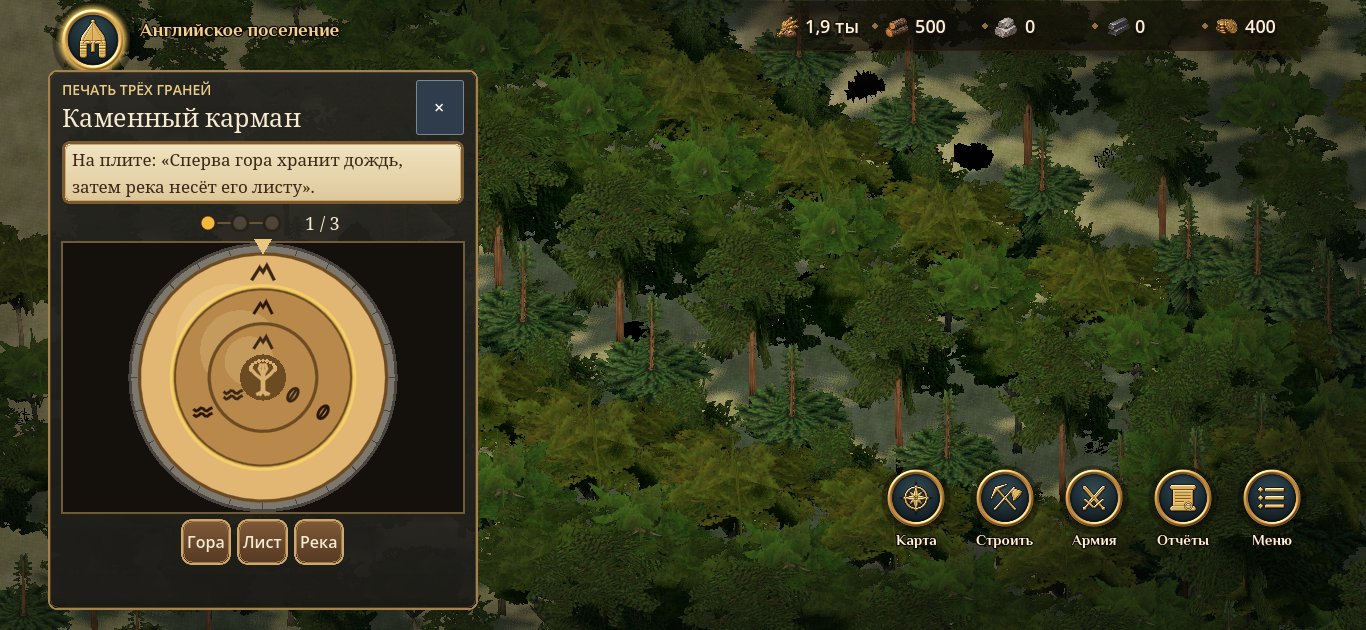 Английское поселение
1,9 ты
500
0
0
400
ПЕЧАТЬ ТРЁХ ГРАНЕЙ
Каменный карман
×
На плите: «Сперва гора хранит дождь,
затем река несёт его листу».
1 / 3
Гора Лист Река
Карта Строить Армия Отчёты Меню